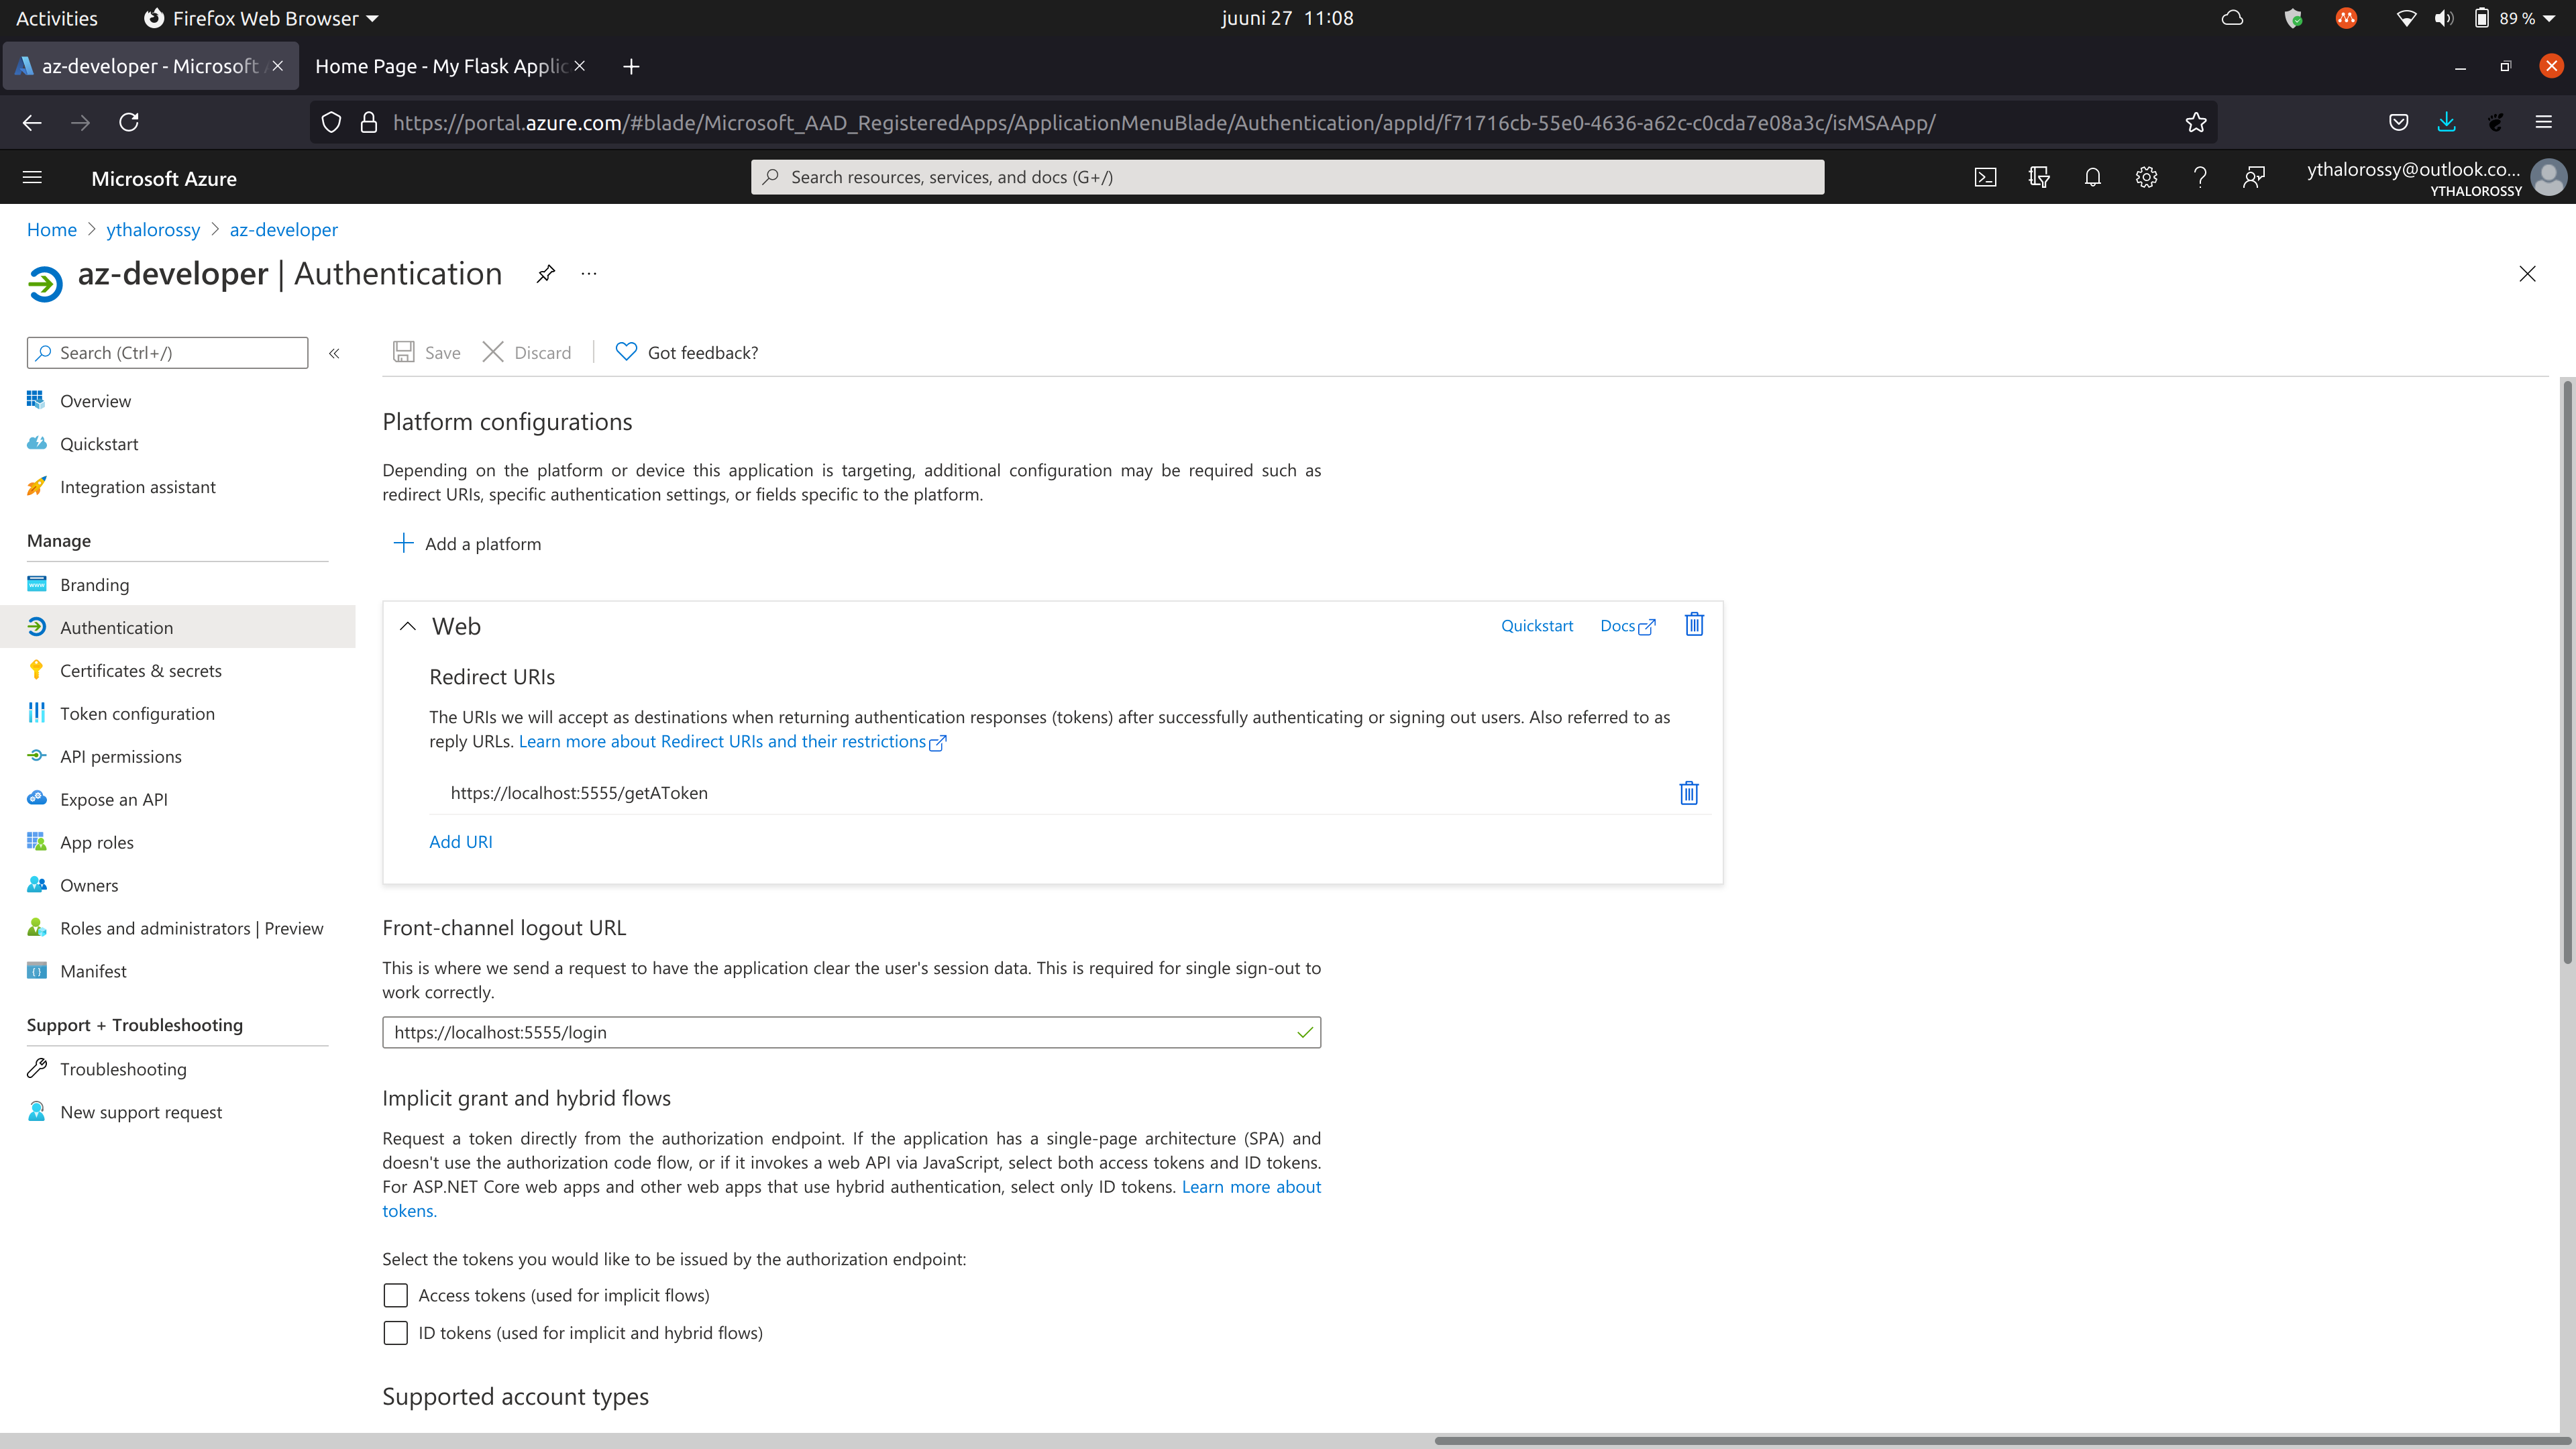 Activities
Firefox Web Browser
juuni 27 11:08
89 %
az-developer - Microsoft A
Home Page - My Flask Applic
https://portal.azure.com/#blade/Microsoft_AAD_RegisteredApps/ApplicationMenuBlade/Authentication/appId/f71716cb-55e0-4636-a62c-c0cda7e08a3c/isMSAApp/
Microsoft Azure
Search resources, services, and docs (G+/)
ythalorossy@outlook.co...
YTHALOROSSY
Home > ythalorossy > az-developer
az-developer | Authentication
Search (Ctrl+/)
Save
Discard
Got feedback?
Overview
Quickstart
Integration assistant
Manage
Branding
Authentication
Certificates & secrets
Token configuration
API permissions
Expose an API
App roles
Owners
Roles and administrators | Preview
Manifest
Support + Troubleshooting
Troubleshooting
New support request
Platform configurations
Depending on the platform or device this application is targeting, additional configuration may be required such as
redirect URIs, specific authentication settings, or fields specific to the platform.
Add a platform
Web
Quickstart
Docs
Redirect URIs
The URIs we will accept as destinations when returning authentication responses (tokens) after successfully authenticating or signing out users. Also referred to as
reply URLs. Learn more about Redirect URIs and their restrictions
https://localhost:5555/getAToken
Add URI
Front-channel logout URL
This is where we send a request to have the application clear the user's session data. This is required for single sign-out to
work correctly.
https://localhost:5555/login
Implicit grant and hybrid flows
Request a token directly from the authorization endpoint. If the application has a single-page architecture (SPA) and
doesn't use the authorization code flow, or if it invokes a web API via JavaScript, select both access tokens and ID tokens.
For ASP.NET Core web apps and other web apps that use hybrid authentication, select only ID tokens. Learn more about
tokens.
Select the tokens you would like to be issued by the authorization endpoint:
Access tokens (used for implicit flows)
ID tokens (used for implicit and hybrid flows)
Supported account types